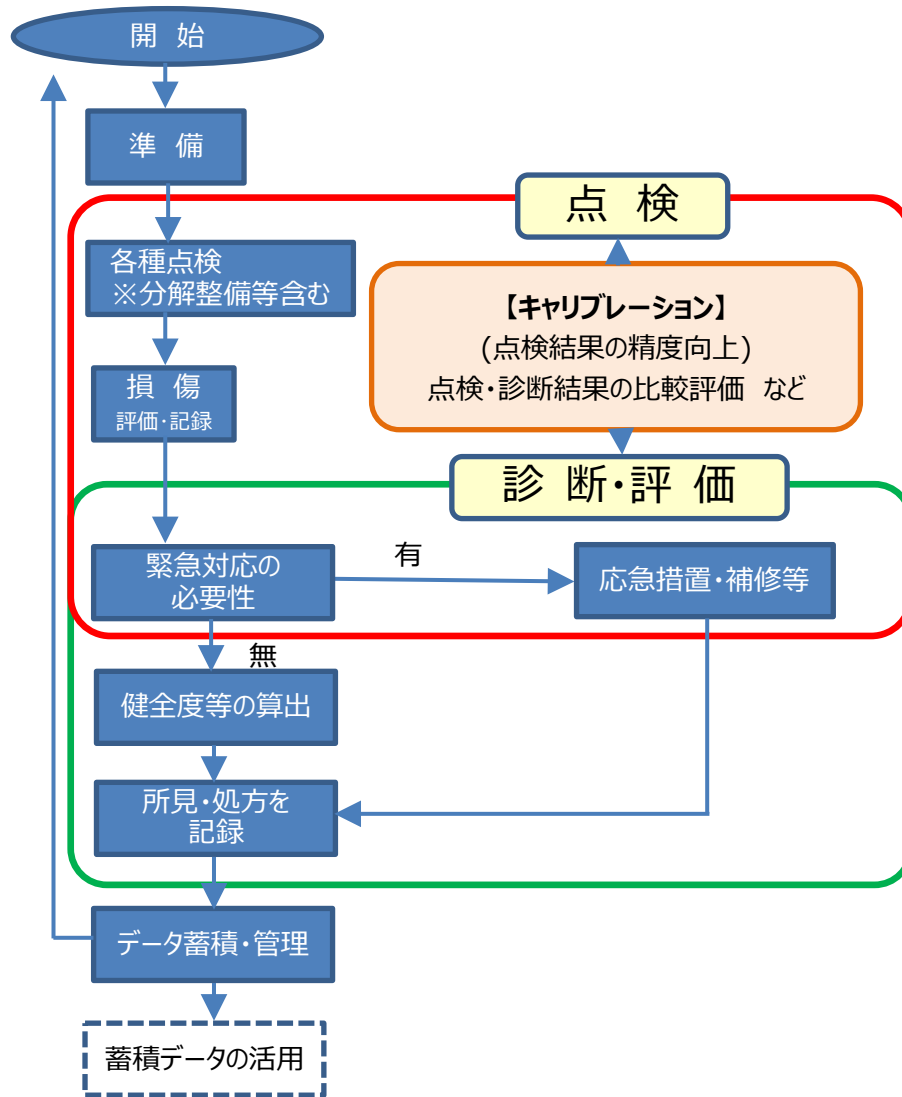 開 始
準 備
点 検
各種点検
※分解整備等含む
【キャリブレーション】
(点検結果の精度向上)
点検・診断結果の比較評価 など
損 傷
評価・記録
診 断・評 価
緊急対応の
必要性
有
応急措置・補修等
無
健全度等の算出
所見・処方を
記録
データ蓄積・管理
蓄積データの活用